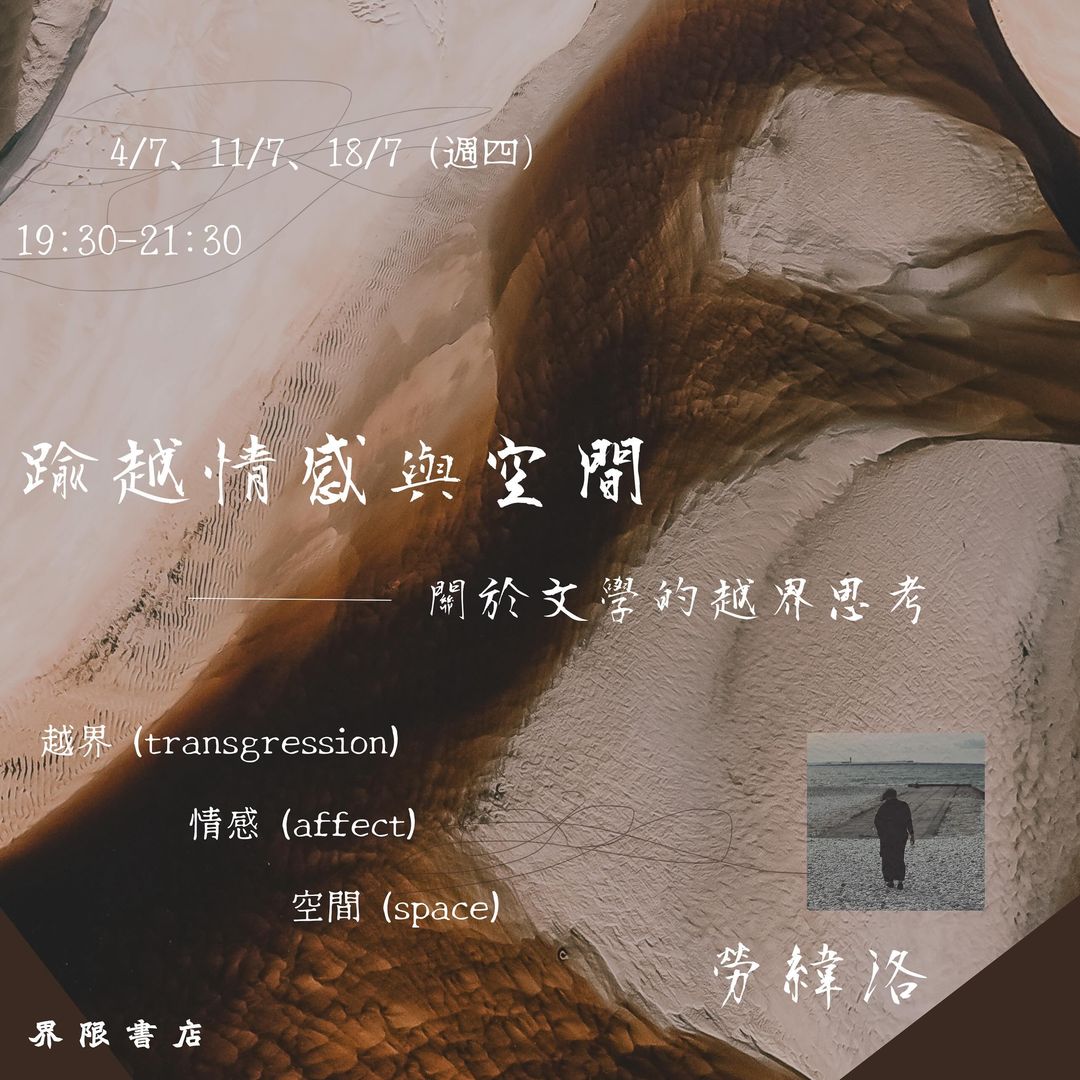 4/7、11/7、18/7 (週四)
19:30-21:30
踰越情感與空間
—— 關於文學的越界思考
越界 (transgression)
情感 (affect)
空間 (space)
勞緯洛
界限書店